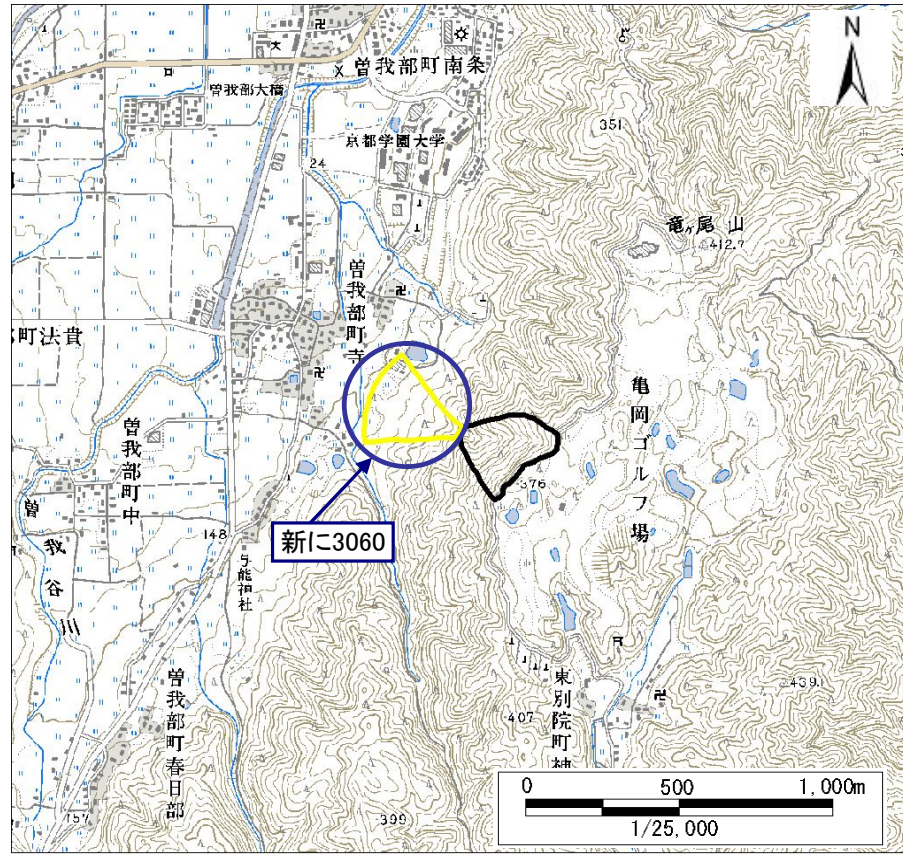 N
曽我部町南条
曽我部大橋
351
京都学園大学
24
竜ヶ尾山
412.7
曽我部町寺
部町法貴
亀岡ゴルフ場
曽我部町中
376
曽我谷川
新に3060
148
与能神社
曽我部町春日部
東別院町神
439
407
157
399
0 500 1,000m
1/25,000